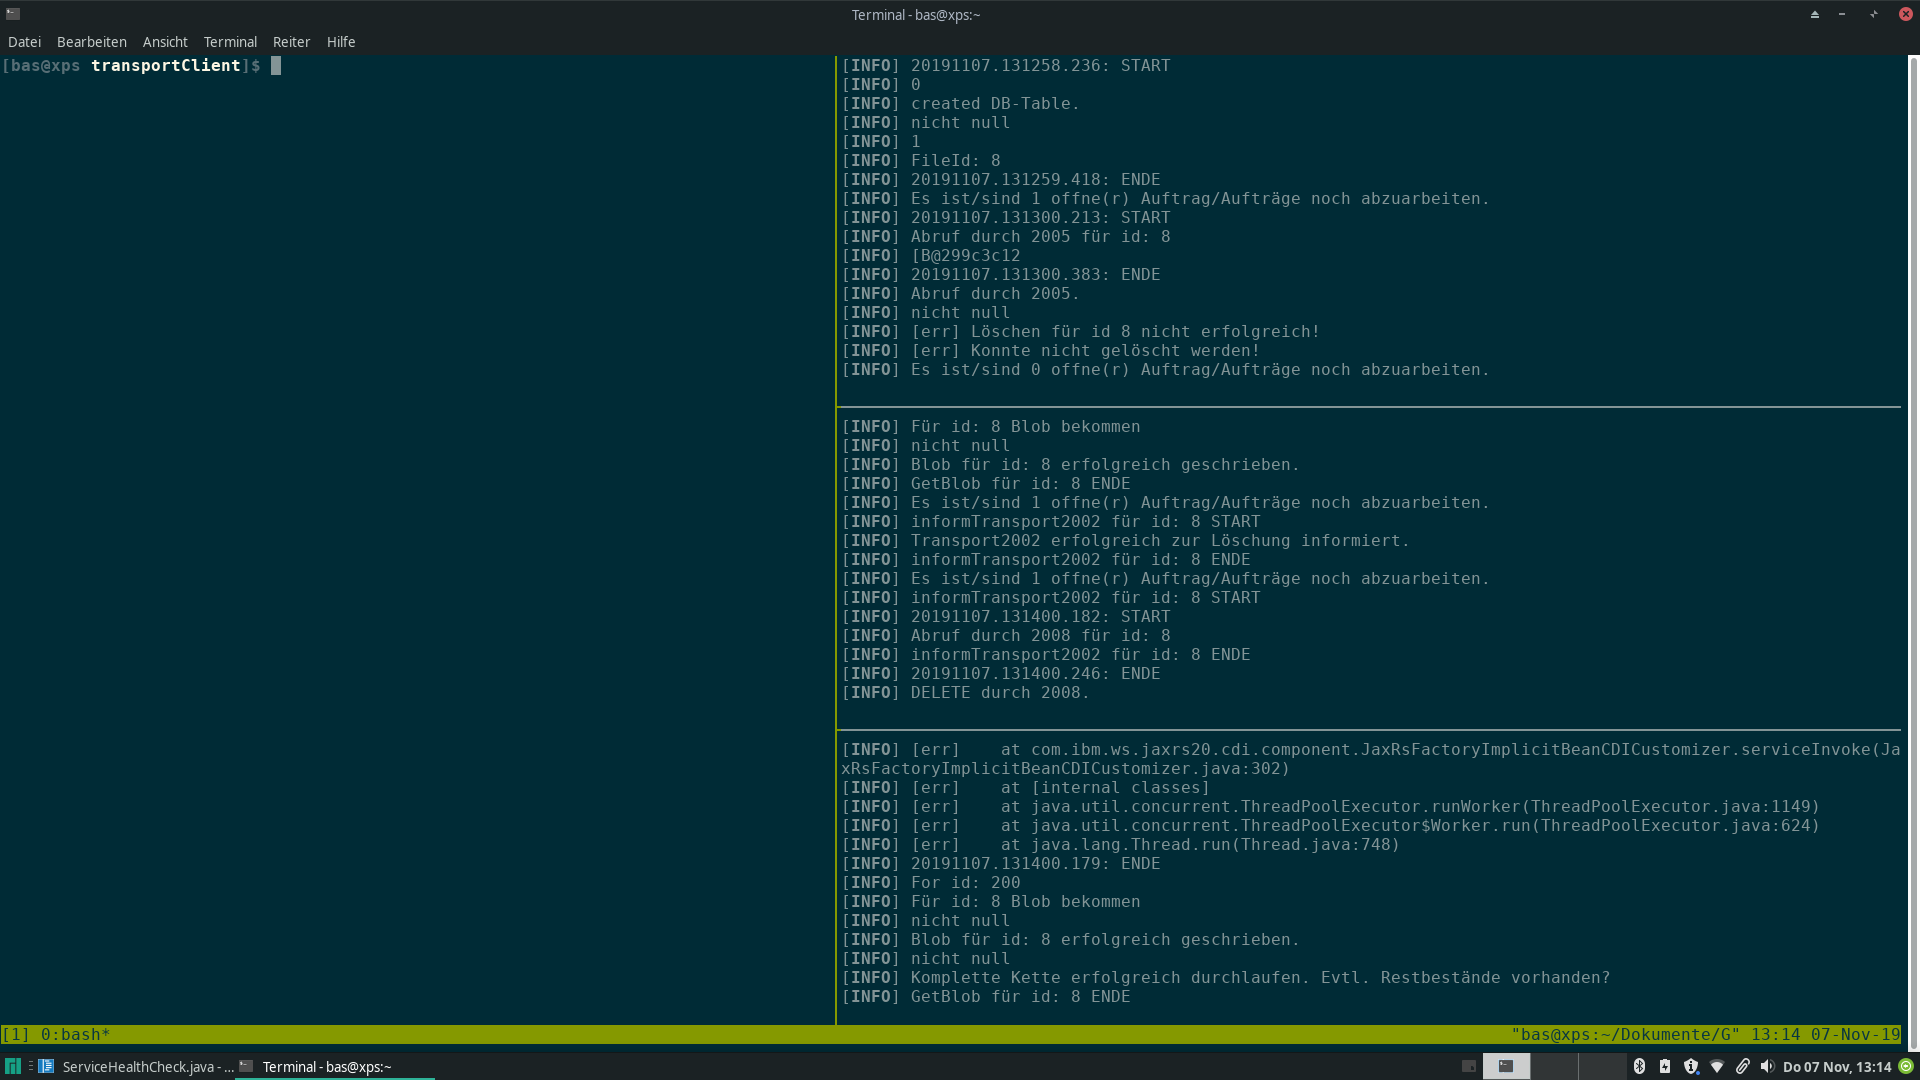 Terminal - bas@xps:~
Datei Bearbeiten Ansicht Terminal Reiter Hilfe
[bas@xps transportClient]$
[INFO] 20191107.131258.236: START
[INFO] 0
[INFO] created DB-Table.
[INFO] nicht null
[INFO] 1
[INFO] FileId: 8
[INFO] 20191107.131259.418: ENDE
[INFO] Es ist/sind 1 offne(r) Auftrag/Aufträge noch abzuarbeiten.
[INFO] 20191107.131300.213: START
[INFO] Abruf durch 2005 für id: 8
[INFO] [B@299c3c12
[INFO] 20191107.131300.383: ENDE
[INFO] Abruf durch 2005.
[INFO] nicht null
[INFO] [err] Löschen für id 8 nicht erfolgreich!
[INFO] [err] Konnte nicht gelöscht werden!
[INFO] Es ist/sind 0 offne(r) Auftrag/Aufträge noch abzuarbeiten.
[INFO] Für id: 8 Blob bekommen
[INFO] nicht null
[INFO] Blob für id: 8 erfolgreich geschrieben.
[INFO] GetBlob für id: 8 ENDE
[INFO] Es ist/sind 1 offne(r) Auftrag/Aufträge noch abzuarbeiten.
[INFO] informTransport2002 für id: 8 START
[INFO] Transport2002 erfolgreich zur Löschung informiert.
[INFO] informTransport2002 für id: 8 ENDE
[INFO] Es ist/sind 1 offne(r) Auftrag/Aufträge noch abzuarbeiten.
[INFO] informTransport2002 für id: 8 START
[INFO] 20191107.131400.182: START
[INFO] Abruf durch 2008 für id: 8
[INFO] informTransport2002 für id: 8 ENDE
[INFO] 20191107.131400.246: ENDE
[INFO] DELETE durch 2008.
[INFO] [err]    at com.ibm.ws.jaxrs20.cdi.component.JaxRsFactoryImplicitBeanCDICustomizer.serviceInvoke(Ja
xRsFactoryImplicitBeanCDICustomizer.java:302)
[INFO] [err]    at [internal classes]
[INFO] [err]    at java.util.concurrent.ThreadPoolExecutor.runWorker(ThreadPoolExecutor.java:1149)
[INFO] [err]    at java.util.concurrent.ThreadPoolExecutor$Worker.run(ThreadPoolExecutor.java:624)
[INFO] [err]    at java.lang.Thread.run(Thread.java:748)
[INFO] 20191107.131400.179: ENDE
[INFO] For id: 200
[INFO] Für id: 8 Blob bekommen
[INFO] nicht null
[INFO] Blob für id: 8 erfolgreich geschrieben.
[INFO] nicht null
[INFO] Komplette Kette erfolgreich durchlaufen. Evtl. Restbestände vorhanden?
[INFO] GetBlob für id: 8 ENDE
[1] 0:bash* "bas@xps:~/Dokumente/G" 13:14 07-Nov-19
ServiceHealthCheck.java - ... Terminal - bas@xps:~ Do 07 Nov, 13:14